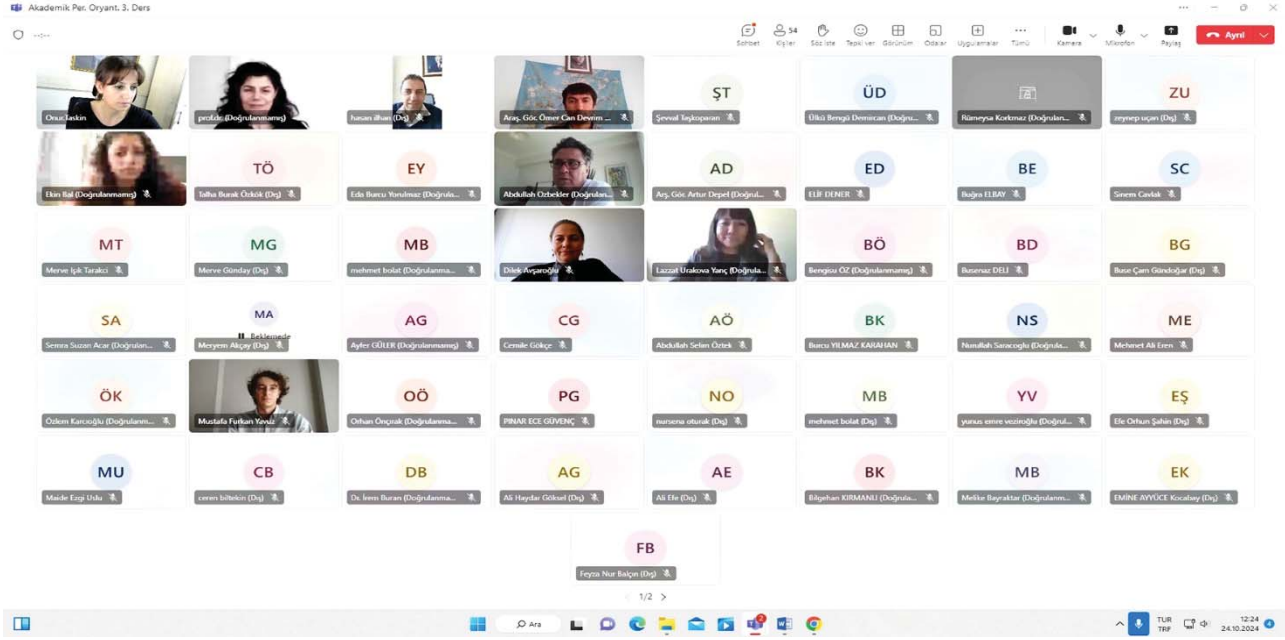 Akademik Per. Oryant. 3. Ders
--:--
54
Sohbet Kişiler Söz iste Tepki ver Görünüm Odalar Uygulamalar Tümü Kamera Mikrofon Paylaş Ayrıl
Onur.Taskin prof.dr. (Doğrulanmamış) hasan ilhan (Dış) Araş. Gör. Ömer Can Devrim ... ŞT Şevval Taşkoparan ÜD Ülkü Bengü Demircan (Doğru... Rümeysa Korkmaz (Doğrulan... ZU zeynep uçan (Dış)
Ekin Bal (Doğrulanmamış) TÖ Talha Burak Özkök (Dış) EY Eda Burcu Yorulmaz (Doğrula... Abdullah Özbekler (Doğrulan... AD Arş. Gör. Artur Depel (Doğrul... ED ELİF DENER BE Buğra ELBAY SC Sinem Cavlak
MT Merve Işık Tarakci MG Merve Günday (Dış) MB mehmet bolat (Doğrulanma... Dilek Avşaroğlu Lazzat Urakova Yanç (Doğrula... BÖ Bengisu ÖZ (Doğrulanmamış) BD Busenaz DELİ BG Buse Çam Gündoğar (Dış)
SA Semra Suzan Acar (Doğrulan... MA Beklemede Meryem Akçay (Dış) AG Ayfer GÜLER (Doğrulanmamış) CG Cemile Gökçe AÖ Abdullah Selim Öztek BK Burcu YILMAZ KARAHAN NS Nurullah Saracoglu (Doğrula... ME Mehmet Ali Eren
ÖK Özlem Karcıoğlu (Doğrulanm... Mustafa Furkan Yavuz OÖ Orhan Önçırak (Doğrulanma... PG PINAR ECE GÜVENÇ NO nursena oturak (Dış) MB mehmet bolat (Dış) YV yunus emre veziroğlu (Doğrul... EŞ Efe Orhun Şahin (Dış)
MU Maide Ezgi Uslu CB ceren biltekin (Dış) DB Dr. İrem Buran (Doğrulanma... AG Ali Haydar Göksel (Dış) AE Ali Efe (Dış) BK Bilgehan KIRMANLI (Doğrula... MB Melike Bayraktar (Doğrulanm... EK EMİNE AYYÜCE Kocabay (Dış)
FB
Feyza Nur Balçın (Dış)
1/2
Ara
2
TUR
TRF
12:24
24.10.2024